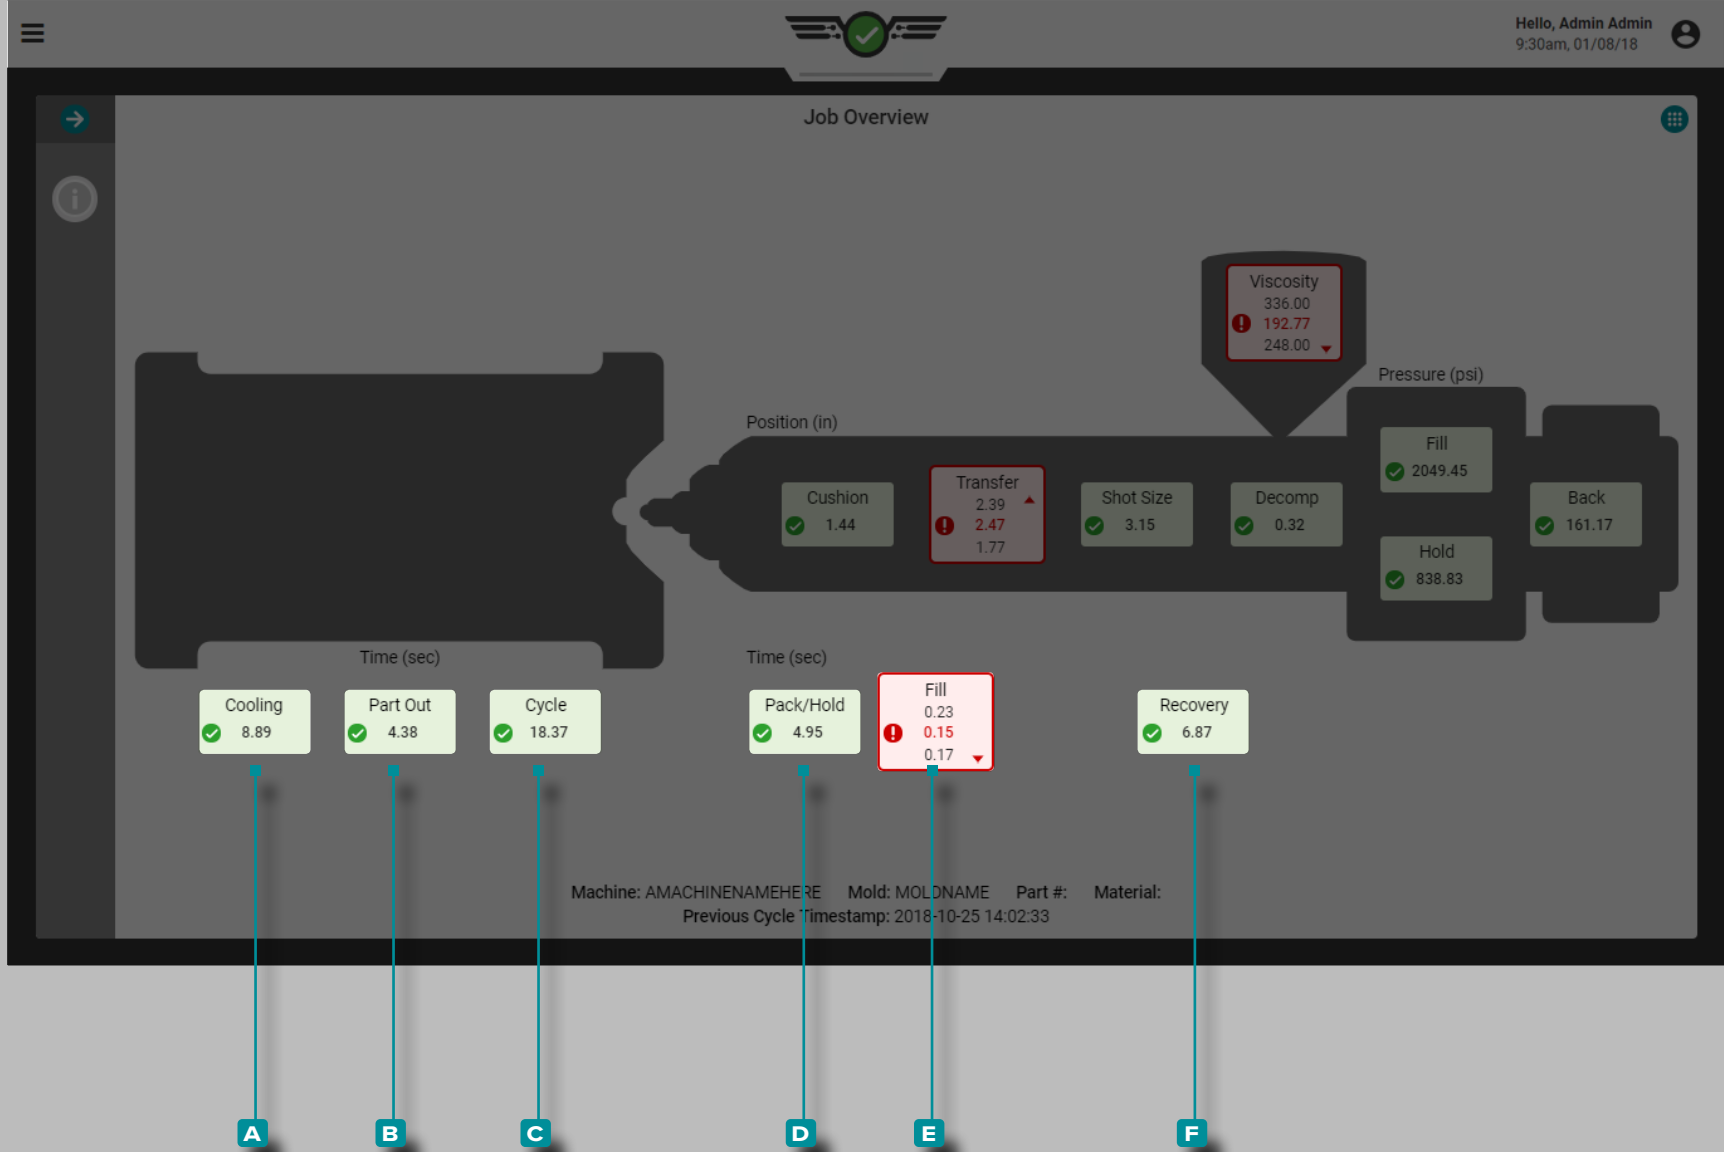 Hello, Admin Admin
9:30am, 01/08/18
Job Overview
Viscosity
336.00
192.77
248.00
Pressure (psi)
Position (in)
Fill
2049.45
Cushion
1.44
Transfer
2.39
2.47
1.77
Shot Size
3.15
Decomp
0.32
Back
161.17
Hold
838.83
Time (sec)
Time (sec)
Cooling
8.89
Part Out
4.38
Cycle
18.37
Pack/Hold
4.95
Fill
0.23
0.15
0.17
Recovery
6.87
Machine: AMACHINENAMEHERE Mold: MOLDNAME Part #: Material:
Previous Cycle Timestamp: 2018-10-25 14:02:33
A B C D E F